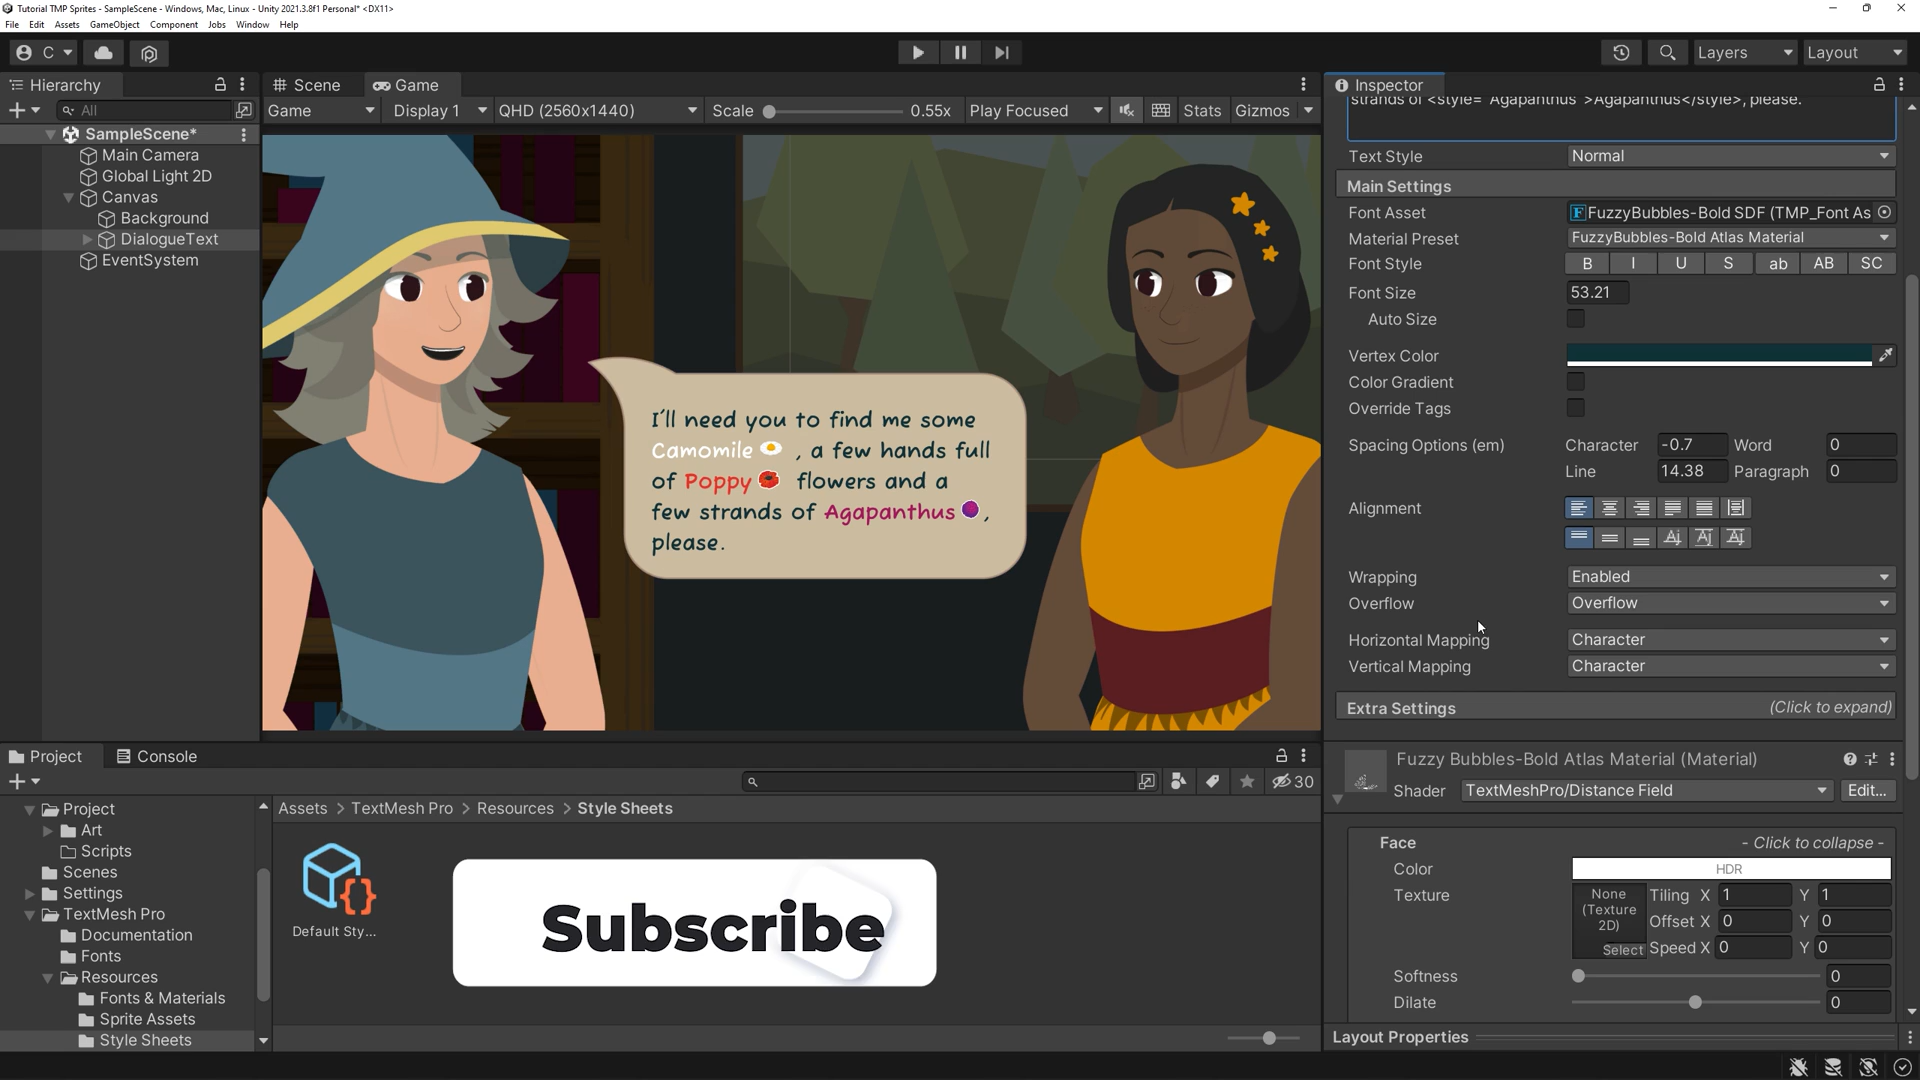 Tutorial TMP Sprites - SampleScene - Windows, Mac, Linux - Unity 2021.3.8f1 Personal* <DX11>
File Edit Assets GameObject Component Jobs Window Help
C
Layers
Layout
Hierarchy
All
SampleScene*
Main Camera
Global Light 2D
Canvas
Background
DialogueText
EventSystem
Scene Game
Game Display 1 QHD (2560x1440) Scale 0.55x Play Focused Stats Gizmos
I'll need you to find me some
Camomile , a few hands full
of Poppy flowers and a
few strands of Agapanthus ,
please.
Inspector
strands of <style="Agapanthus">Agapanthus</style>, please.
Text Style Normal
Main Settings
Font Asset FuzzyBubbles-Bold SDF (TMP_Font As
Material Preset FuzzyBubbles-Bold Atlas Material
Font Style B I U S ab AB SC
Font Size 53.21
Auto Size
Vertex Color
Color Gradient
Override Tags
Spacing Options (em) Character -0.7 Word 0
Line 14.38 Paragraph 0
Alignment
Wrapping Enabled
Overflow Overflow
Horizontal Mapping Character
Vertical Mapping Character
Extra Settings (Click to expand)
Fuzzy Bubbles-Bold Atlas Material (Material)
Shader TextMeshPro/Distance Field Edit...
Face - Click to collapse -
Color HDR
Texture None (Texture 2D) Select
Tiling X 1 Y 1
Offset X 0 Y 0
Speed X 0 Y 0
Softness 0
Dilate 0
Layout Properties
Project Console
30
Project
Art
Scripts
Scenes
Settings
TextMesh Pro
Documentation
Fonts
Resources
Fonts & Materials
Sprite Assets
Style Sheets
Assets > TextMesh Pro > Resources > Style Sheets
Default Sty...
Subscribe